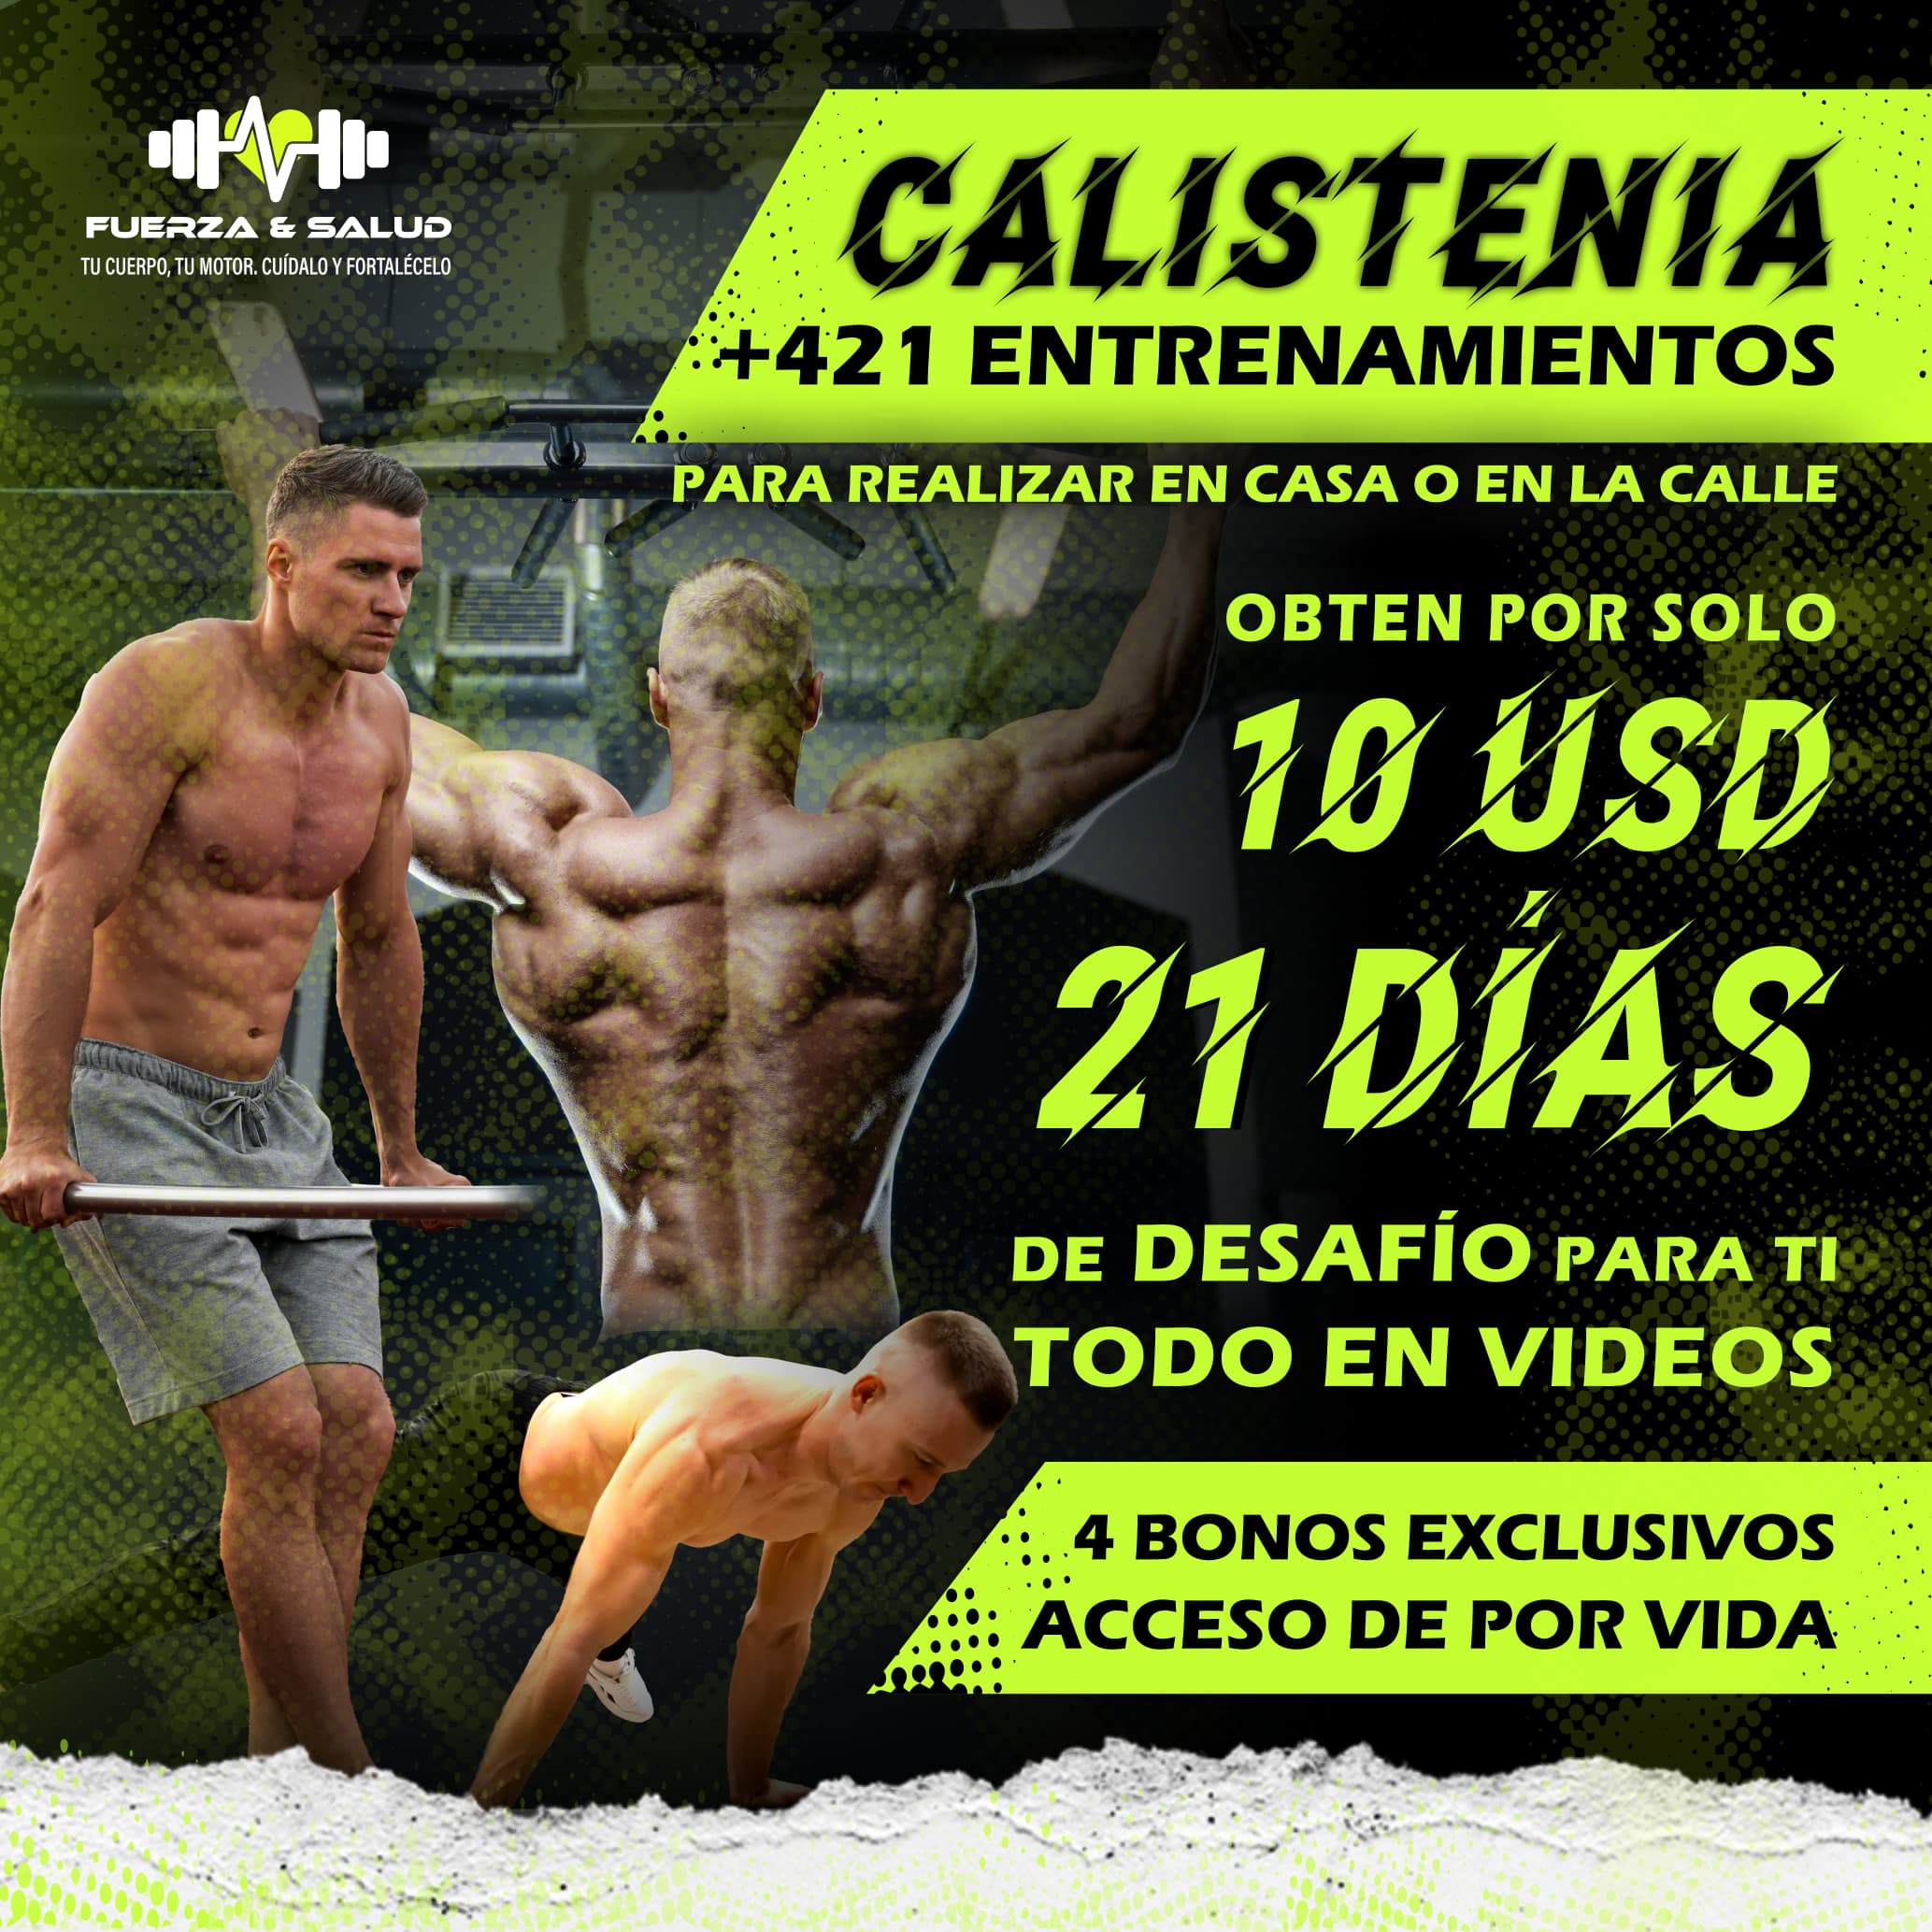 FUERZA & SALUD
TU CUERPO, TU MOTOR. CUÍDALO Y FORTALÉCELO
CALISTENIA
+421 ENTRENAMIENTOS
PARA REALIZAR EN CASA O EN LA CALLE
OBTEN POR SOLO
10 USD
21 DÍAS
DE DESAFÍO PARA TI
TODO EN VIDEOS
4 BONOS EXCLUSIVOS
ACCESO DE POR VIDA